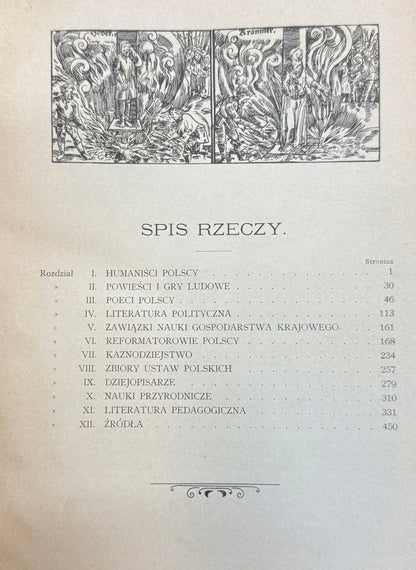 Kranmer.
SPIS RZECZY.
Stronica
Rozdział I. HUMANIŚCI POLSCY . . . . . . . . . . . . . . 1
» II. POWIEŚCI I GRY LUDOWE . . . . . . . . . . . 30
» III. POECI POLSCY . . . . . . . . . . . . . . . . 46
» IV. LITERATURA POLITYCZNA . . . . . . . . . . . 113
» V. ZAWIĄZKI NAUKI GOSPODARSTWA KRAJOWEGO . 161
» VI. REFORMATOROWIE POLSCY . . . . . . . . . . 168
» VII. KAZNODZIEJSTWO . . . . . . . . . . . . . . 234
» VIII. ZBIORY USTAW POLSKICH . . . . . . . . . . 257
» IX. DZIEJOPISARZE . . . . . . . . . . . . . . . 279
» X. NAUKI PRZYRODNICZE . . . . . . . . . . . . 310
» XI. LITERATURA PEDAGOGICZNA . . . . . . . . . 331
» XII. ŹRÓDŁA . . . . . . . . . . . . . . . . . . 450